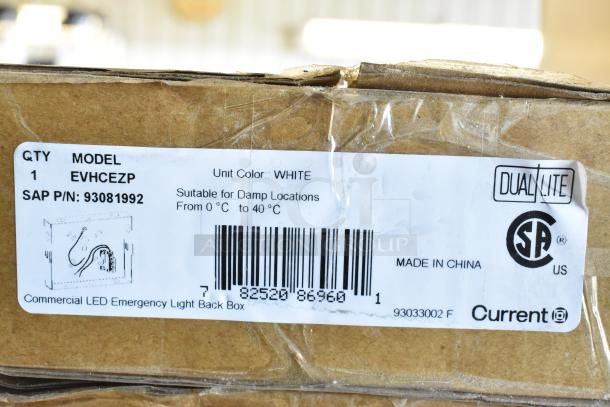 QTY MODEL
1 EVHCEZP
SAP P/N: 93081992
Unit Color: WHITE
Suitable for Damp Locations
From 0 °C to 40 °C
DUAL LITE
SA ® US
MADE IN CHINA
7 82520 86960 1
Commercial LED Emergency Light Back Box
93033002 F
Current